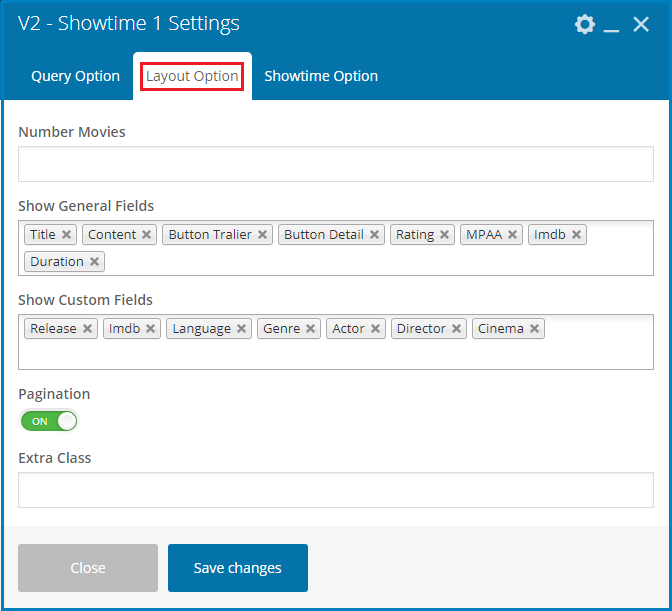 V2 - Showtime 1 Settings
Query Option Layout Option Showtime Option
Number Movies
Show General Fields
Title Content Button Tralier Button Detail Rating MPAA Imdb
Duration
Show Custom Fields
Release Imdb Language Genre Actor Director Cinema
Pagination
ON
Extra Class
Close Save changes